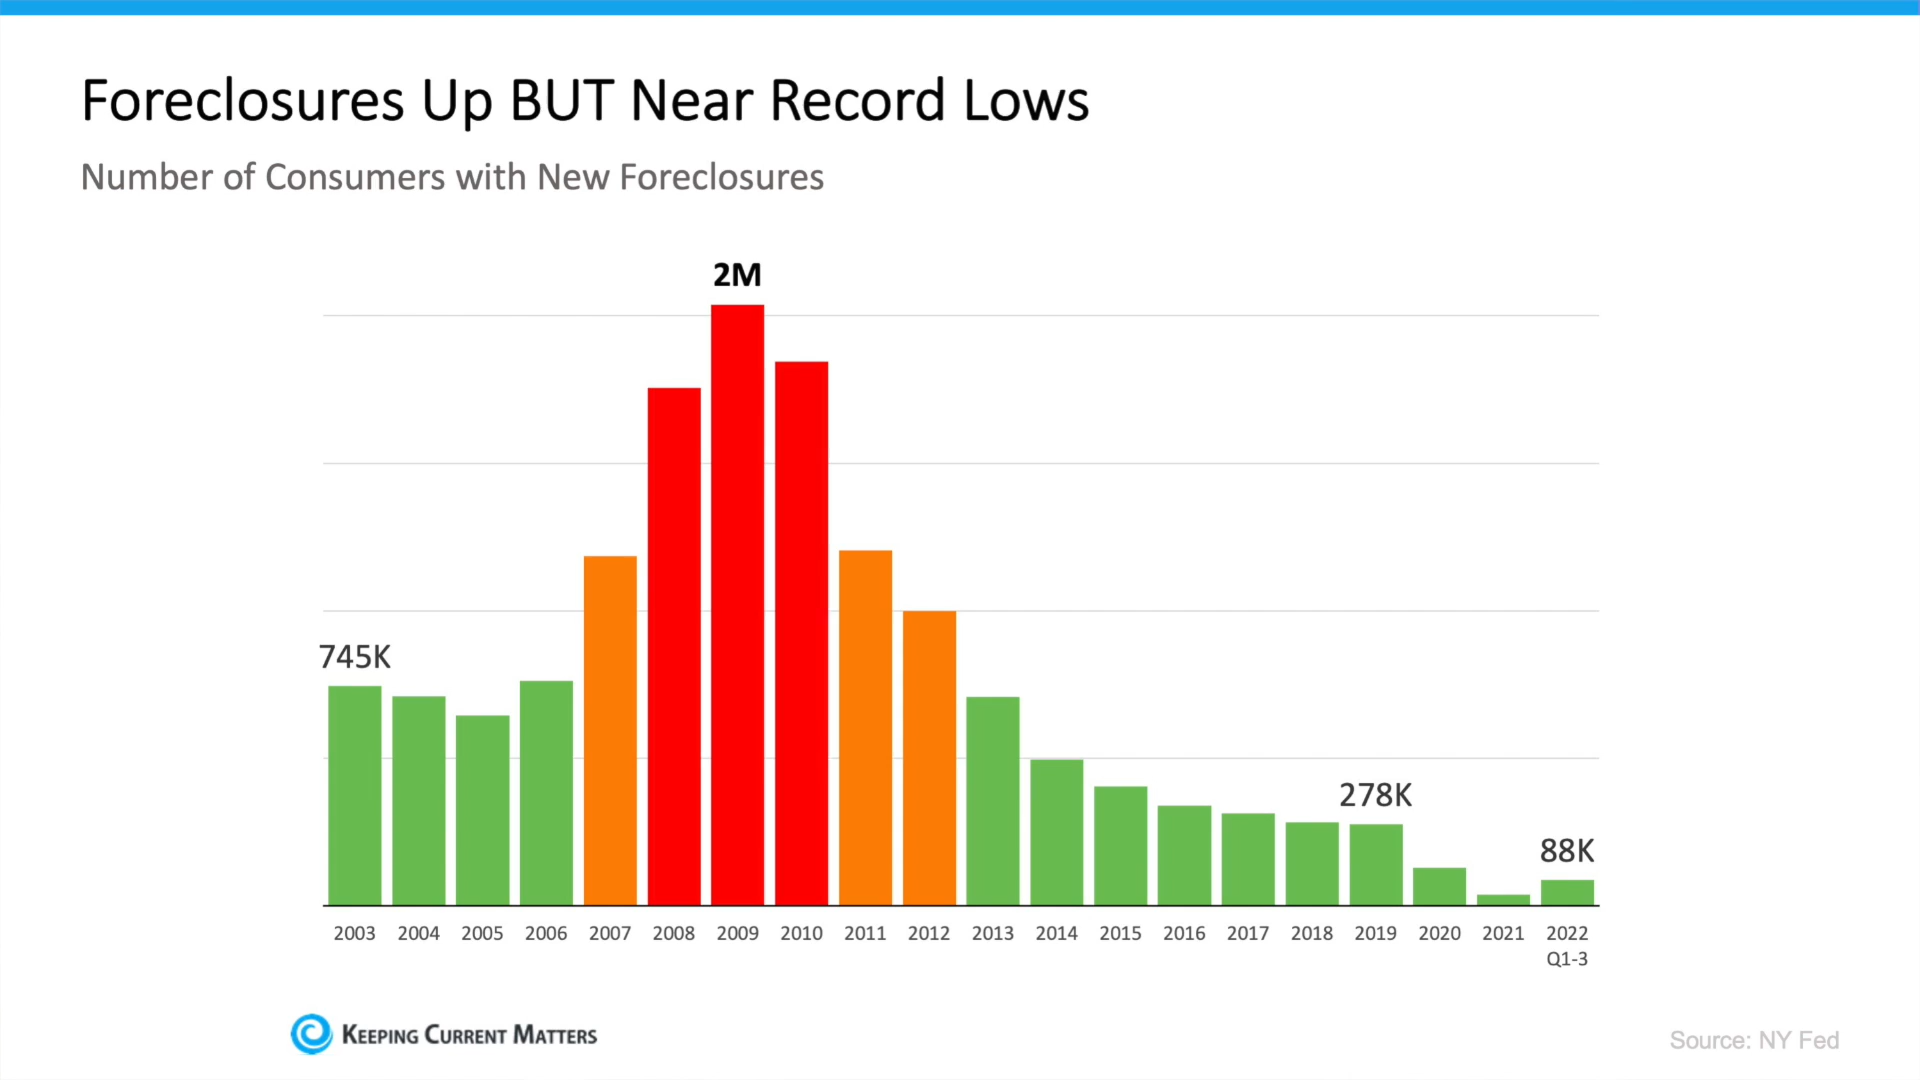 Foreclosures Up BUT Near Record Lows
Number of Consumers with New Foreclosures
2M
745K
278K
88K
2003 2004 2005 2006 2007 2008 2009 2010 2011 2012 2013 2014 2015 2016 2017 2018 2019 2020 2021 2022
Q1-3
KEEPING CURRENT MATTERS
Source: NY Fed